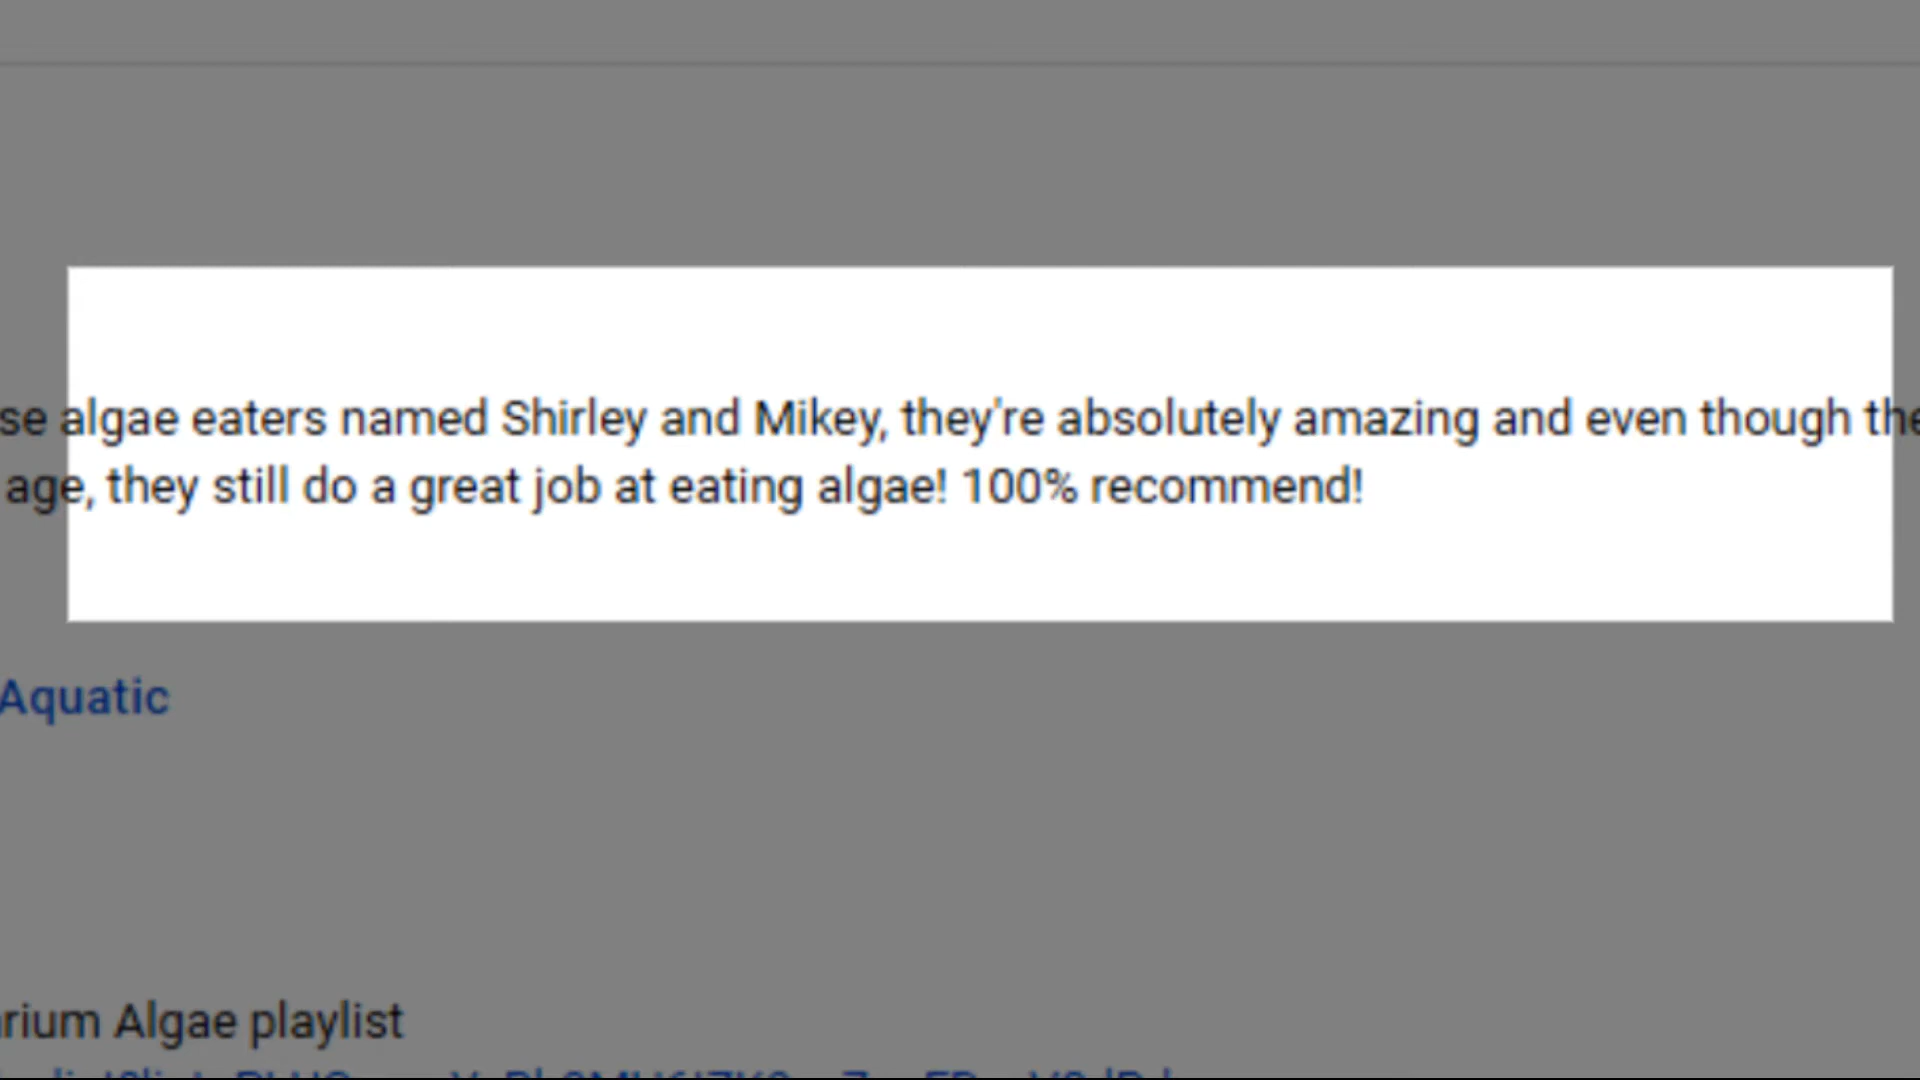 se algae eaters named Shirley and Mikey, they're absolutely amazing and even though the
age, they still do a great job at eating algae! 100% recommend!
Aquatic
rium Algae playlist